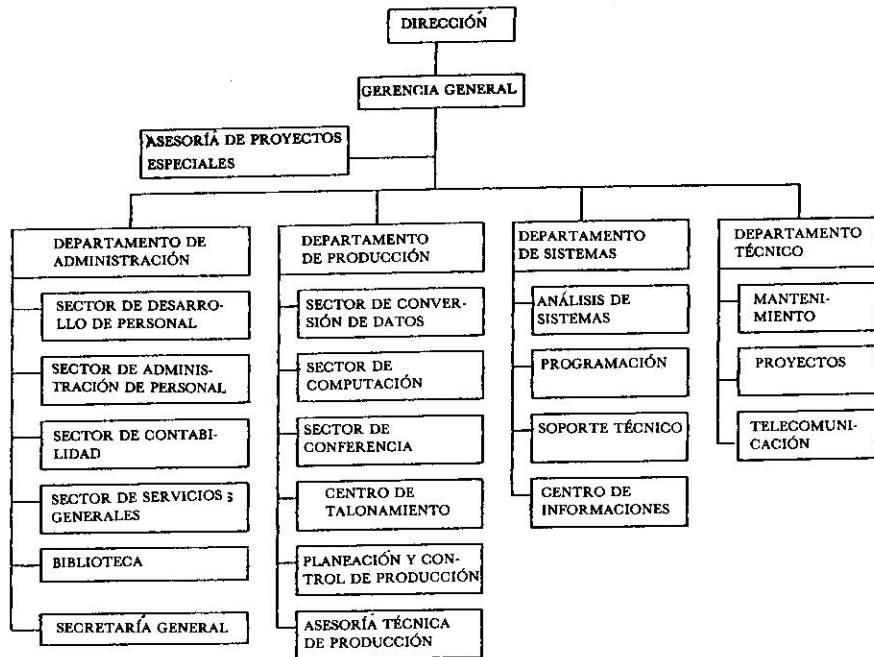 DIRECCIÓN
GERENCIA GENERAL
ASESORÍA DE PROYECTOS
ESPECIALES
DEPARTAMENTO DE
ADMINISTRACIÓN
SECTOR DE DESARRO-
LLO DE PERSONAL
SECTOR DE ADMINIS-
TRACIÓN DE PERSONAL
SECTOR DE CONTABI-
LIDAD
SECTOR DE SERVICIOS
GENERALES
BIBLIOTECA
SECRETARÍA GENERAL
DEPARTAMENTO
DE PRODUCCIÓN
SECTOR DE CONVER-
SIÓN DE DATOS
SECTOR DE
COMPUTACIÓN
SECTOR DE
CONFERENCIA
CENTRO DE
TALONAMIENTO
PLANEACIÓN Y CON-
TROL DE PRODUCCIÓN
ASESORÍA TÉCNICA
DE PRODUCCIÓN
DEPARTAMENTO
DE SISTEMAS
ANÁLISIS DE
SISTEMAS
PROGRAMACIÓN
SOPORTE TÉCNICO
CENTRO DE
INFORMACIONES
DEPARTAMENTO
TÉCNICO
MANTENI-
MIENTO
PROYECTOS
TELECOMUNI-
CACIÓN